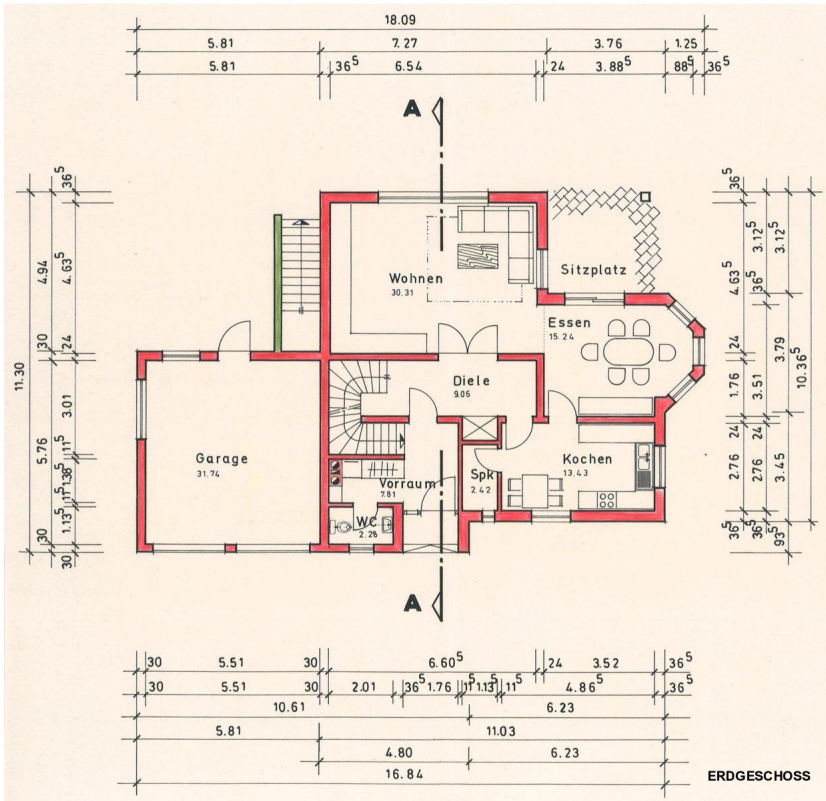 18.09
5.81 7.27 3.76 1.25
5.81 36⁵ 6.54 24 3.88⁵ 88⁵ 36⁵
A
36⁵
4.94 4.63⁵
30 24
11.30
3.01
5.76 11⁵
1.38
11⁵
1.13⁵
30 30
36⁵
3.12⁵ 3.12⁵
4.63⁵ 36⁵
24 3.79
1.76 3.51 10.36⁵
24 24
2.76 2.76 3.45
36⁵ 36⁵ 93⁵
Wohnen
30.31
Sitzplatz
Essen
15.24
Diele
9.06
Garage
31.74
Kochen
13.43
Spk
2.42
Vorraum
7.81
WC
2.28
A
30 5.51 30 6.60⁵ 24 3.52 36⁵
30 5.51 30 2.01 36⁵ 1.76 11⁵ 1.13⁵ 11⁵ 4.86⁵ 36⁵
10.61 6.23
5.81 11.03
4.80 6.23
16.84
ERDGESCHOSS